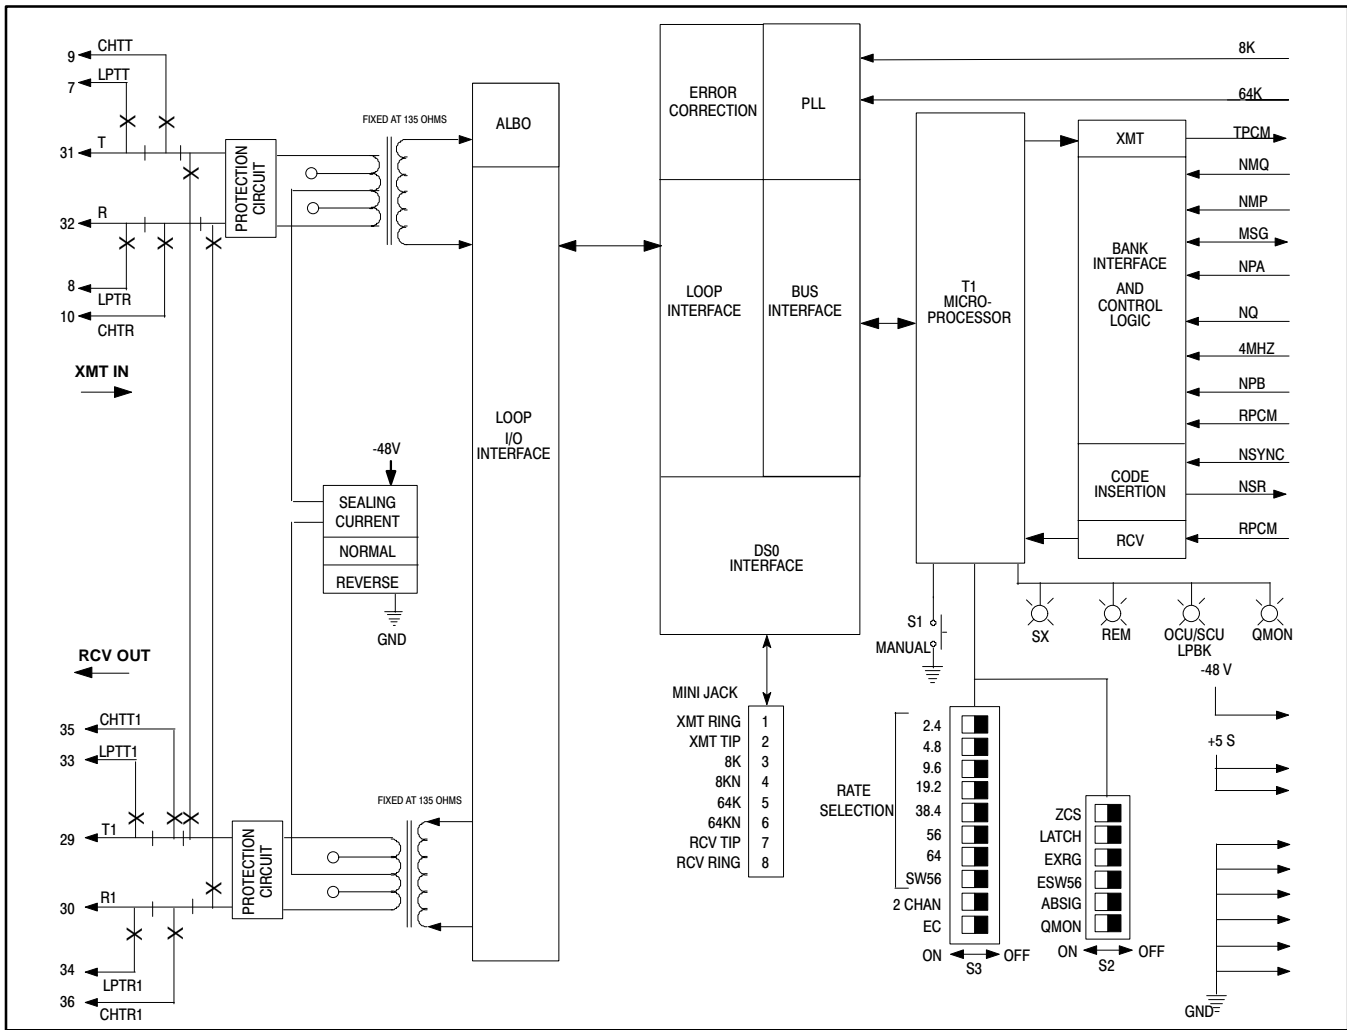 9 CHTT
7 LPTT
31 T
32 R
8 LPTR
10 CHTR
XMT IN
PROTECTION
CIRCUIT
FIXED AT 135 OHMS
ALBO
LOOP
I/O
INTERFACE
-48V
SEALING
CURRENT
NORMAL
REVERSE
GND
RCV OUT
35 CHTT1
33 LPTT1
29 T1
30 R1
34 LPTR1
36 CHTR1
PROTECTION
CIRCUIT
FIXED AT 135 OHMS
ERROR
CORRECTION
PLL
LOOP
INTERFACE
BUS
INTERFACE
DS0
INTERFACE
MINI JACK
XMT RING 1
XMT TIP 2
8K 3
8KN 4
64K 5
64KN 6
RCV TIP 7
RCV RING 8
T1
MICRO-
PROCESSOR
S1
MANUAL
XMT
BANK
INTERFACE
AND
CONTROL
LOGIC
CODE
INSERTION
RCV
8K
64K
TPCM
NMQ
NMP
MSG
NPA
NQ
4MHZ
NPB
RPCM
NSYNC
NSR
RPCM
SX
REM
OCU/SCU
LPBK
QMON
RATE
SELECTION
2.4
4.8
9.6
19.2
38.4
56
64
SW56
2 CHAN
EC
ON OFF
S3
ZCS
LATCH
EXRG
ESW56
ABSIG
QMON
ON OFF
S2
-48 V
+5 S
GND